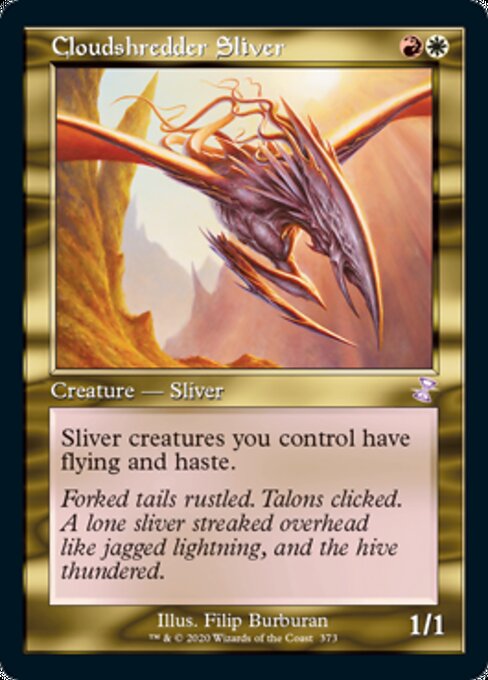 Cloudshredder Sliver
Creature — Sliver
Sliver creatures you control have
flying and haste.
Forked tails rustled. Talons clicked.
A lone sliver streaked overhead
like jagged lightning, and the hive
thundered.
Illus. Filip Burburan
™ & © 2020 Wizards of the Coast 373
1/1